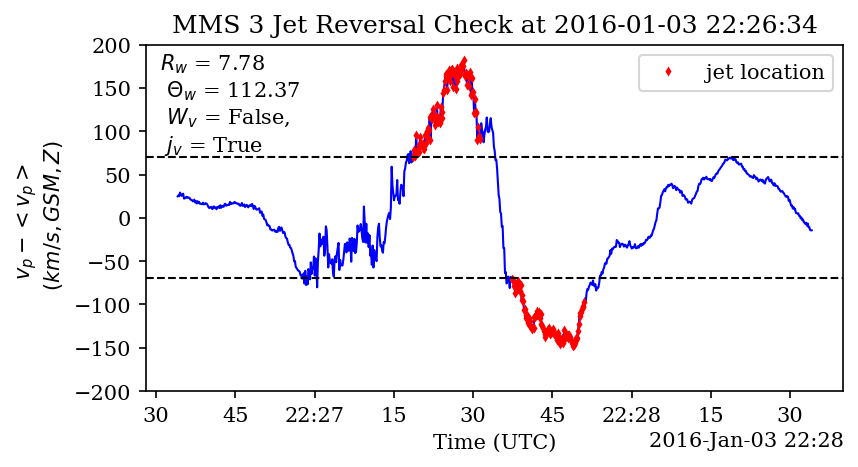 MMS 3 Jet Reversal Check at 2016-01-03 22:26:34
R_w = 7.78
Θ_w = 112.37
W_v = False,
j_v = True
jet location
v_p − < v_p >
(km/s, GSM, Z)
200
150
100
50
0
−50
−100
−150
−200
30 45 22:27 15 30 45 22:28 15 30
Time (UTC)
2016-Jan-03 22:28